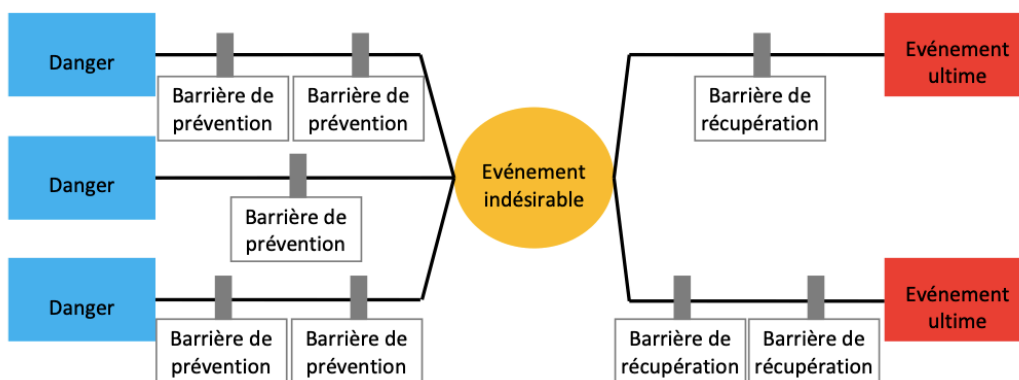 Danger
Barrière de
prévention
Barrière de
prévention
Danger
Barrière de
prévention
Danger
Barrière de
prévention
Barrière de
prévention
Evénement
indésirable
Barrière de
récupération
Evénement
ultime
Barrière de
récupération
Barrière de
récupération
Evénement
ultime